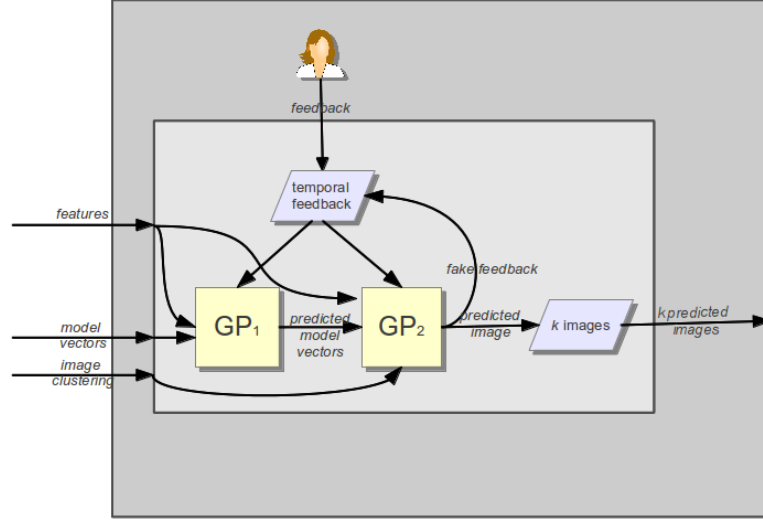 feedback
temporal
feedback
features
fake feedback
GP1
predicted
model
vectors
GP2
predicted
image
k images
k predicted
images
model
vectors
image
clustering